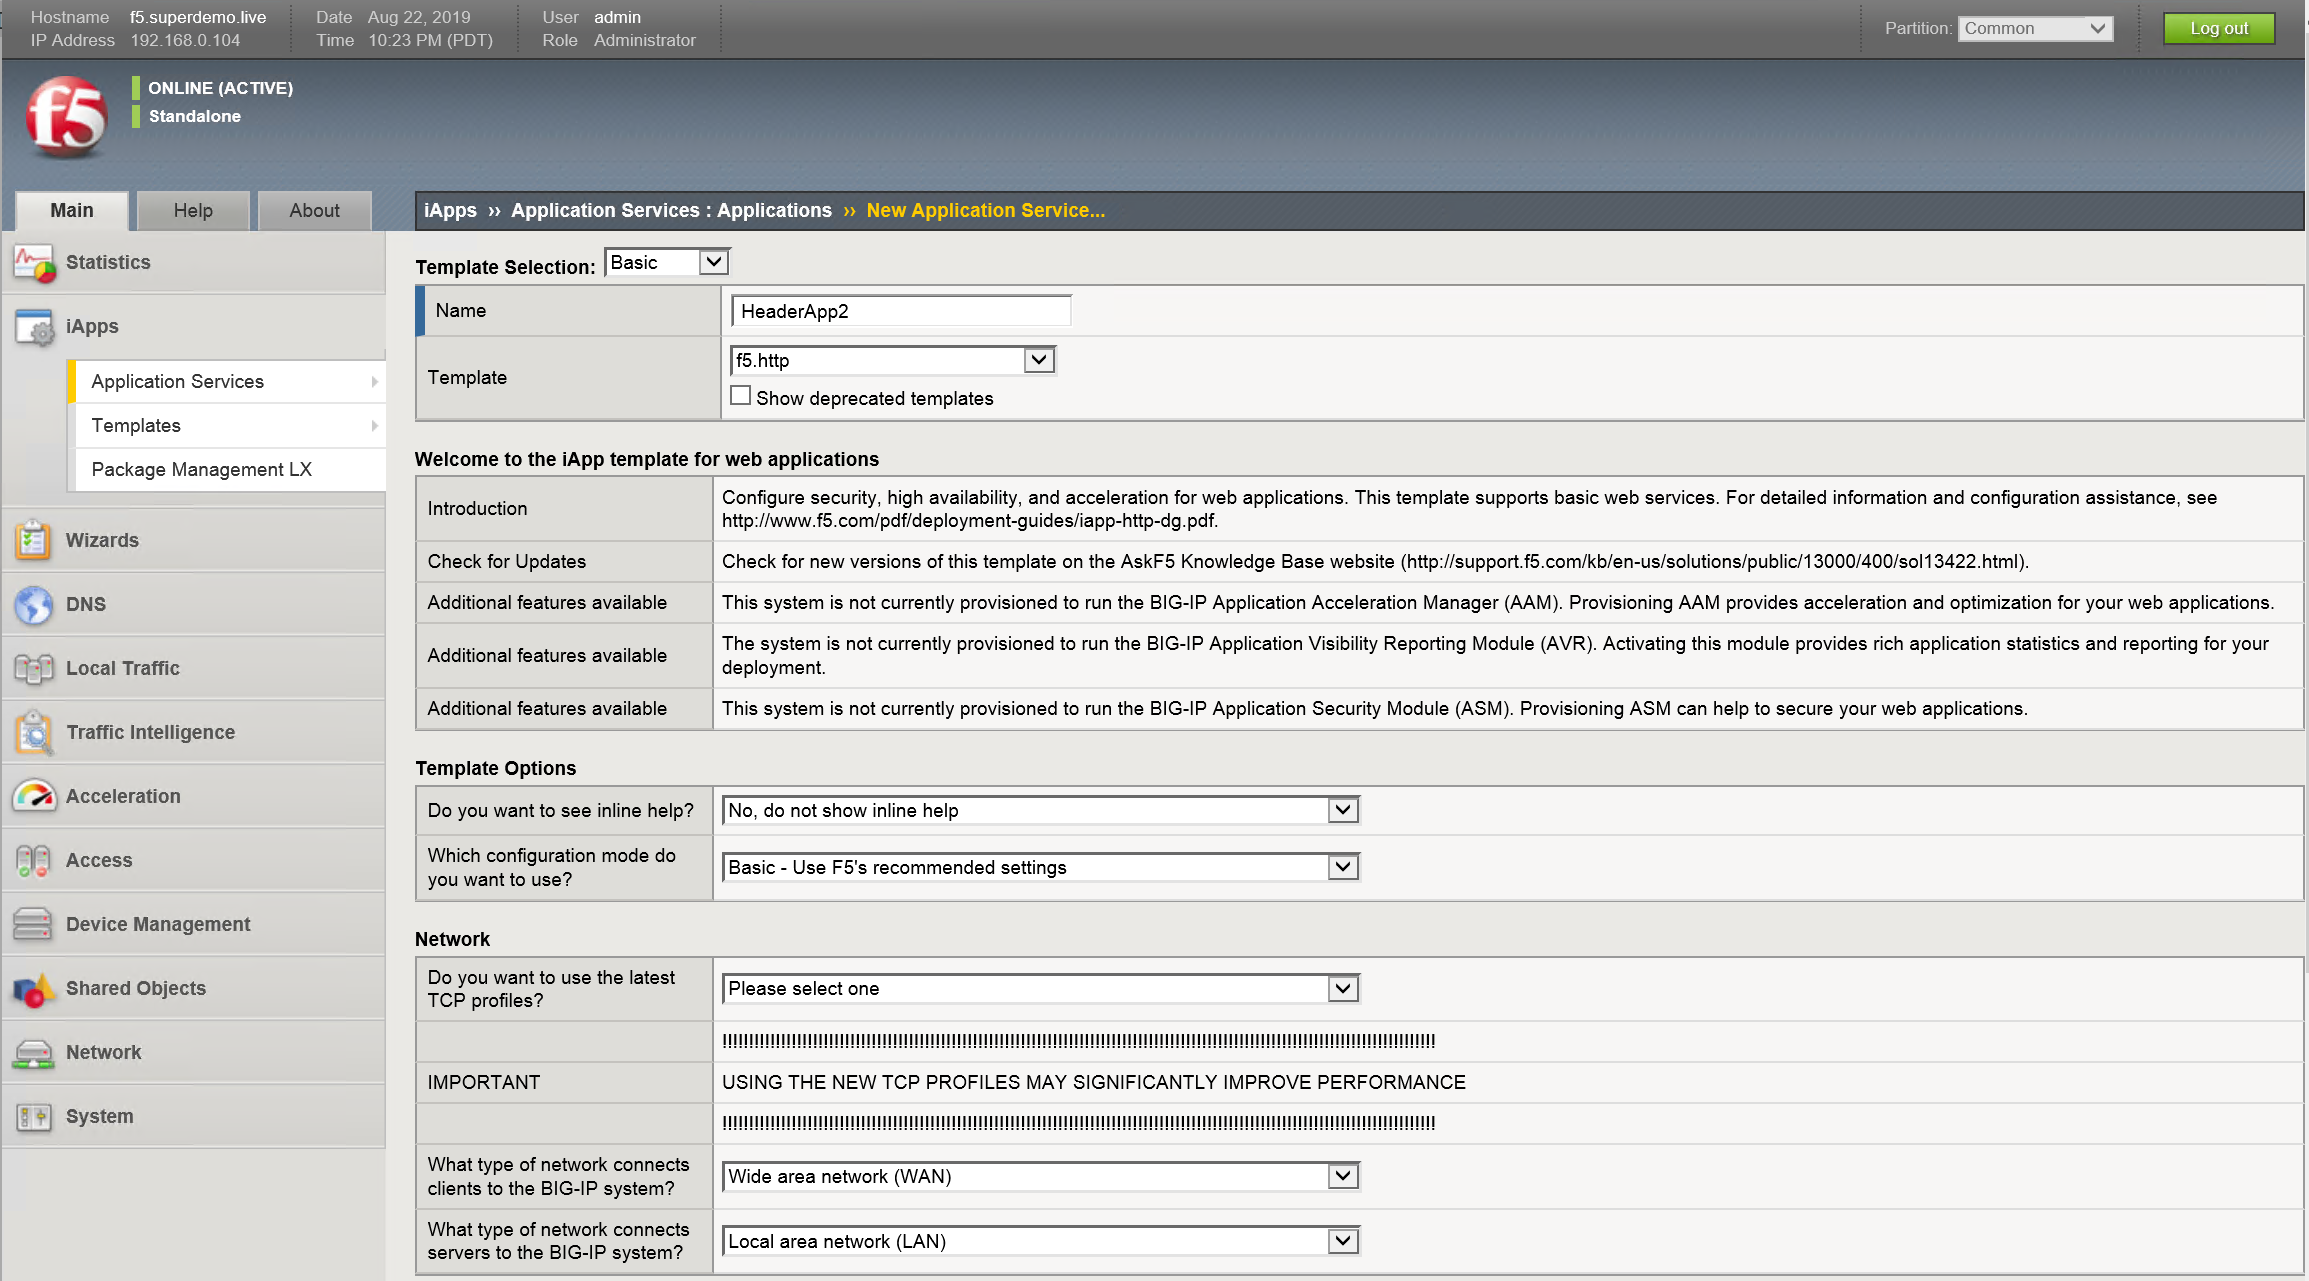 Hostname f5.superdemo.live
IP Address 192.168.0.104
Date Aug 22, 2019
Time 10:23 PM (PDT)
User admin
Role Administrator
Partition: Common
Log out
f5
ONLINE (ACTIVE)
Standalone
Main
Help
About
iApps ›› Application Services : Applications ›› New Application Service...
Statistics
iApps
Application Services
Templates
Package Management LX
Wizards
DNS
Local Traffic
Traffic Intelligence
Acceleration
Access
Device Management
Shared Objects
Network
System
Template Selection: Basic
Name HeaderApp2
Template f5.http
Show deprecated templates
Welcome to the iApp template for web applications
Introduction
Configure security, high availability, and acceleration for web applications. This template supports basic web services. For detailed information and configuration assistance, see
http://www.f5.com/pdf/deployment-guides/iapp-http-dg.pdf.
Check for Updates
Check for new versions of this template on the AskF5 Knowledge Base website (http://support.f5.com/kb/en-us/solutions/public/13000/400/sol13422.html).
Additional features available
This system is not currently provisioned to run the BIG-IP Application Acceleration Manager (AAM). Provisioning AAM provides acceleration and optimization for your web applications.
Additional features available
The system is not currently provisioned to run the BIG-IP Application Visibility Reporting Module (AVR). Activating this module provides rich application statistics and reporting for your
deployment.
Additional features available
This system is not currently provisioned to run the BIG-IP Application Security Module (ASM). Provisioning ASM can help to secure your web applications.
Template Options
Do you want to see inline help?
No, do not show inline help
Which configuration mode do
you want to use?
Basic - Use F5's recommended settings
Network
Do you want to use the latest
TCP profiles?
Please select one
IMPORTANT
USING THE NEW TCP PROFILES MAY SIGNIFICANTLY IMPROVE PERFORMANCE
What type of network connects
clients to the BIG-IP system?
Wide area network (WAN)
What type of network connects
servers to the BIG-IP system?
Local area network (LAN)